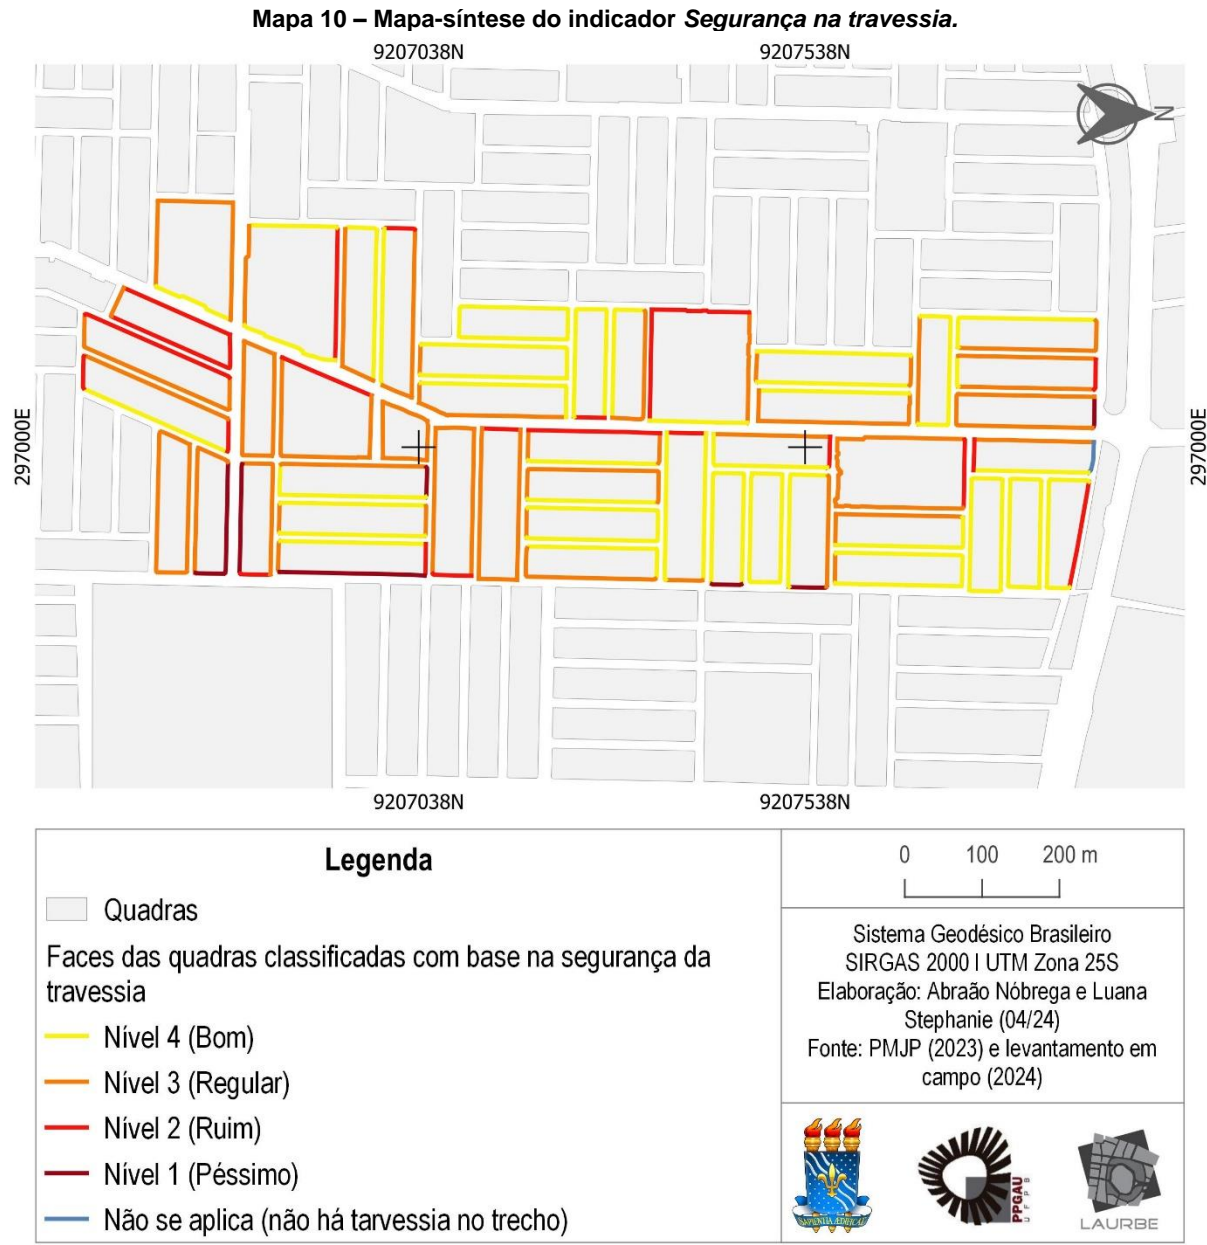 Mapa 10 – Mapa-síntese do indicador Segurança na travessia.
9207038N 9207538N
N
297000E 297000E
9207038N 9207538N
Legenda
Quadras
Faces das quadras classificadas com base na segurança da
travessia
Nível 4 (Bom)
Nível 3 (Regular)
Nível 2 (Ruim)
Nível 1 (Péssimo)
Não se aplica (não há tarvessia no trecho)
0 100 200 m
Sistema Geodésico Brasileiro
SIRGAS 2000 I UTM Zona 25S
Elaboração: Abraão Nóbrega e Luana
Stephanie (04/24)
Fonte: PMJP (2023) e levantamento em
campo (2024)
SAPIENTIA ÆDIFICAT
PPGAU
UFPB
LAURBE